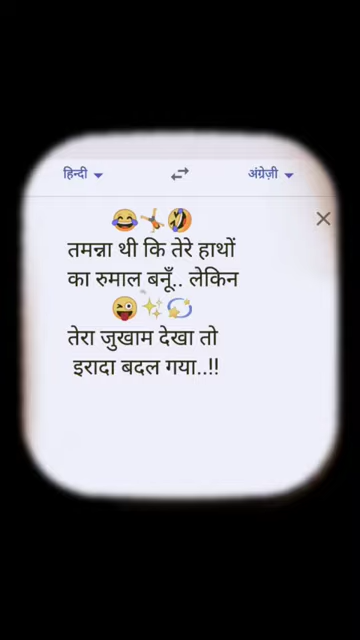 हिन्दी अंग्रेज़ी
😂🤸🤣
तमन्ना थी कि तेरे हाथों
का रुमाल बनूँ.. लेकिन
😜✨💫
तेरा जुखाम देखा तो
इरादा बदल गया..!!